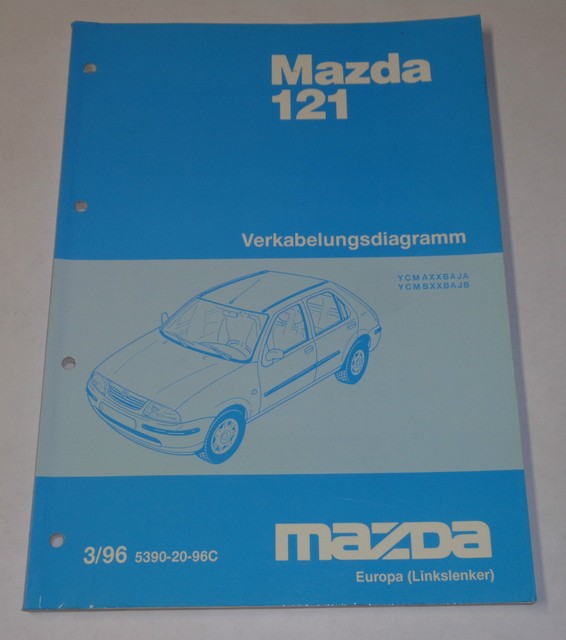 Mazda
121
Verkabelungsdiagramm
YCMAXXBAJA
YCMBXXBAJB
3/96 5390-20-96C
mazda
Europa (Linkslenker)